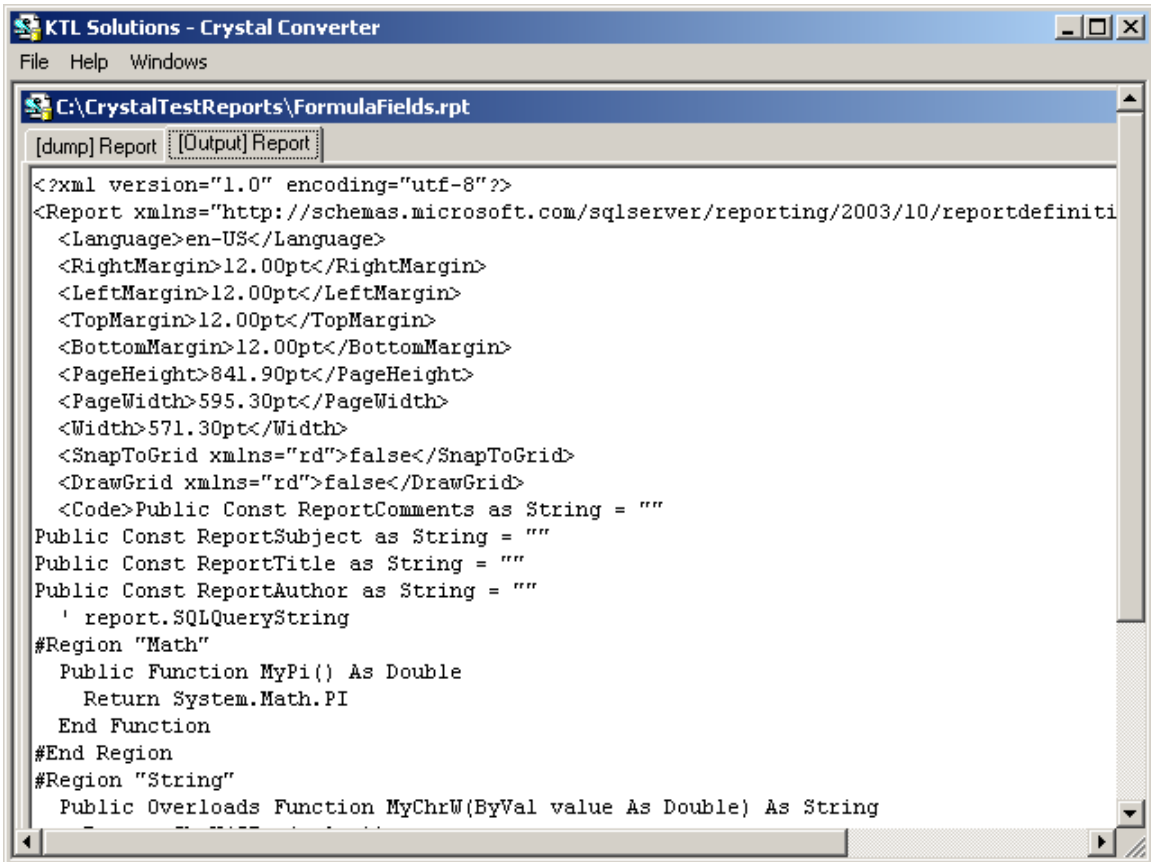 KTL Solutions - Crystal Converter
File Help Windows
C:\CrystalTestReports\FormulaFields.rpt
[dump] Report [Output] Report
<?xml version="1.0" encoding="utf-8"?>
<Report xmlns="http://schemas.microsoft.com/sqlserver/reporting/2003/10/reportdefiniti
  <Language>en-US</Language>
  <RightMargin>12.00pt</RightMargin>
  <LeftMargin>12.00pt</LeftMargin>
  <TopMargin>12.00pt</TopMargin>
  <BottomMargin>12.00pt</BottomMargin>
  <PageHeight>841.90pt</PageHeight>
  <PageWidth>595.30pt</PageWidth>
  <Width>571.30pt</Width>
  <SnapToGrid xmlns="rd">false</SnapToGrid>
  <DrawGrid xmlns="rd">false</DrawGrid>
  <Code>Public Const ReportComments as String = ""
Public Const ReportSubject as String = ""
Public Const ReportTitle as String = ""
Public Const ReportAuthor as String = ""
  ' report.SQLQueryString
#Region "Math"
  Public Function MyPi() As Double
    Return System.Math.PI
  End Function
#End Region
#Region "String"
  Public Overloads Function MyChrW(ByVal value As Double) As String